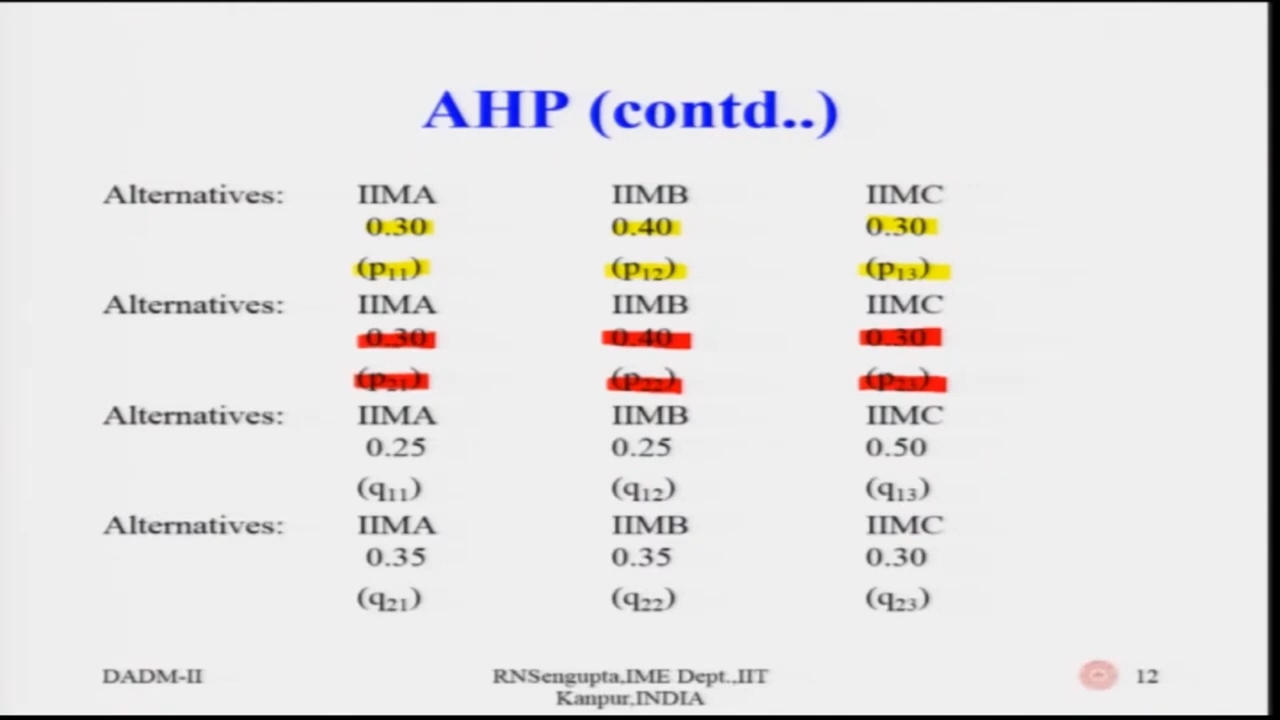 AHP (contd..)
Alternatives: IIMA IIMB IIMC
0.30 0.40 0.30
(p11) (p12) (p13)
Alternatives: IIMA IIMB IIMC
0.30 0.40 0.30
(p21) (p22) (p23)
Alternatives: IIMA IIMB IIMC
0.25 0.25 0.50
(q11) (q12) (q13)
Alternatives: IIMA IIMB IIMC
0.35 0.35 0.30
(q21) (q22) (q23)
DADM-II RNSengupta,IME Dept.,IIT 12
Kanpur,INDIA